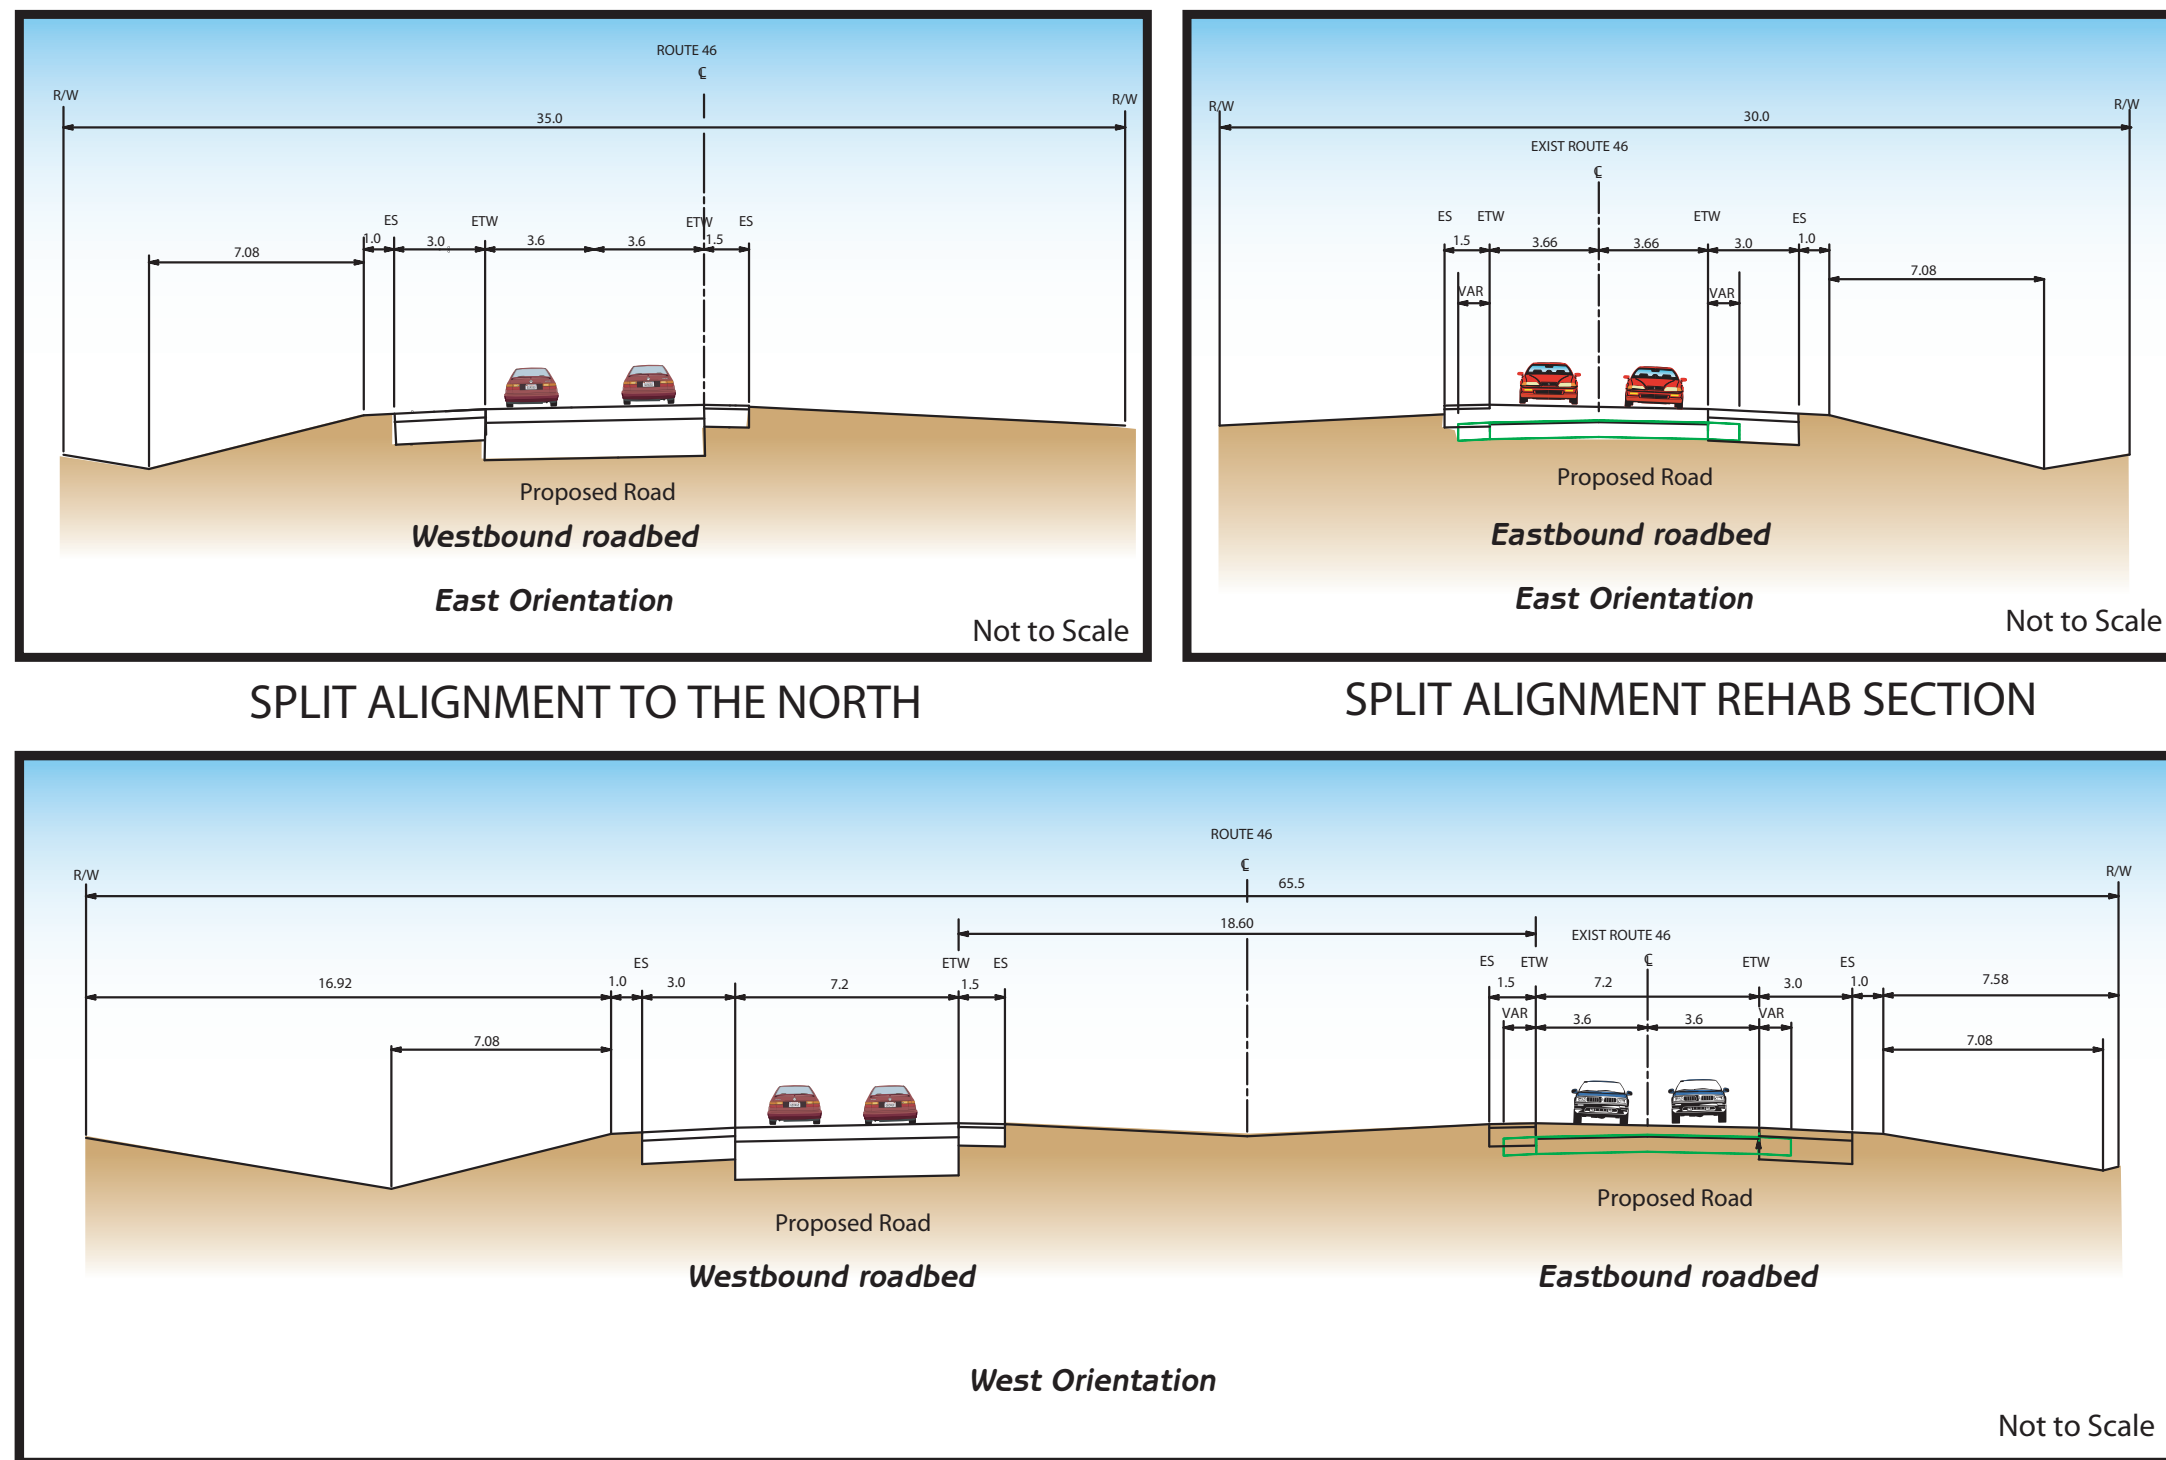 ROUTE 46
℄
R/W
R/W
35.0
ES
ETW
ETW
ES
1.0
3.0
3.6
3.6
1.5
7.08
Proposed Road
Westbound roadbed
East Orientation
Not to Scale
SPLIT ALIGNMENT TO THE NORTH
R/W
R/W
30.0
EXIST ROUTE 46
℄
ES
ETW
ETW
ES
1.5
3.66
3.66
3.0
1.0
7.08
VAR
VAR
Proposed Road
Eastbound roadbed
East Orientation
Not to Scale
SPLIT ALIGNMENT REHAB SECTION
ROUTE 46
℄
R/W
R/W
65.5
18.60
EXIST ROUTE 46
℄
ES
ETW
ES
ES
ETW
ETW
ES
16.92
1.0
3.0
7.2
1.5
1.5
7.2
3.0
1.0
7.58
VAR
3.6
3.6
VAR
7.08
7.08
Proposed Road
Westbound roadbed
Proposed Road
Eastbound roadbed
West Orientation
Not to Scale